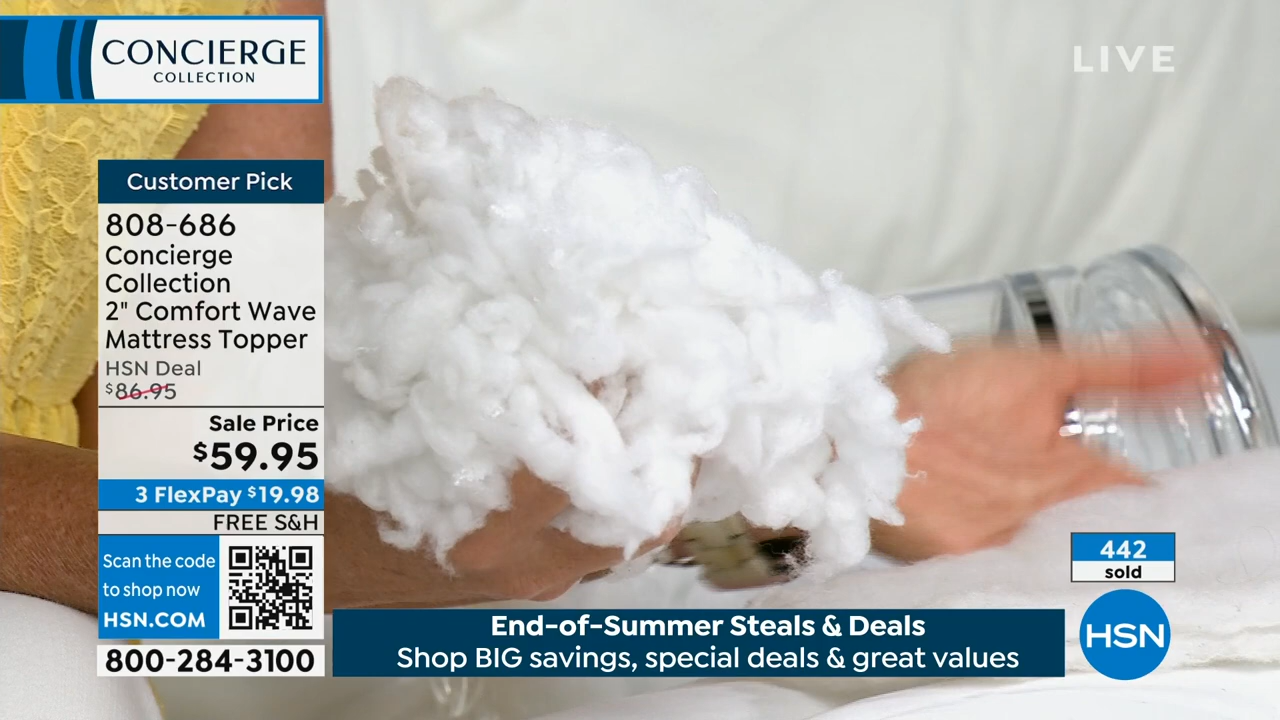 CONCIERGE
COLLECTION
LIVE
Customer Pick
808-686
Concierge
Collection
2" Comfort Wave
Mattress Topper
HSN Deal
$86.95
Sale Price
$59.95
3 FlexPay $19.98
FREE S&H
Scan the code
to shop now
HSN.COM
800-284-3100
442
sold
End-of-Summer Steals & Deals
Shop BIG savings, special deals & great values
HSN